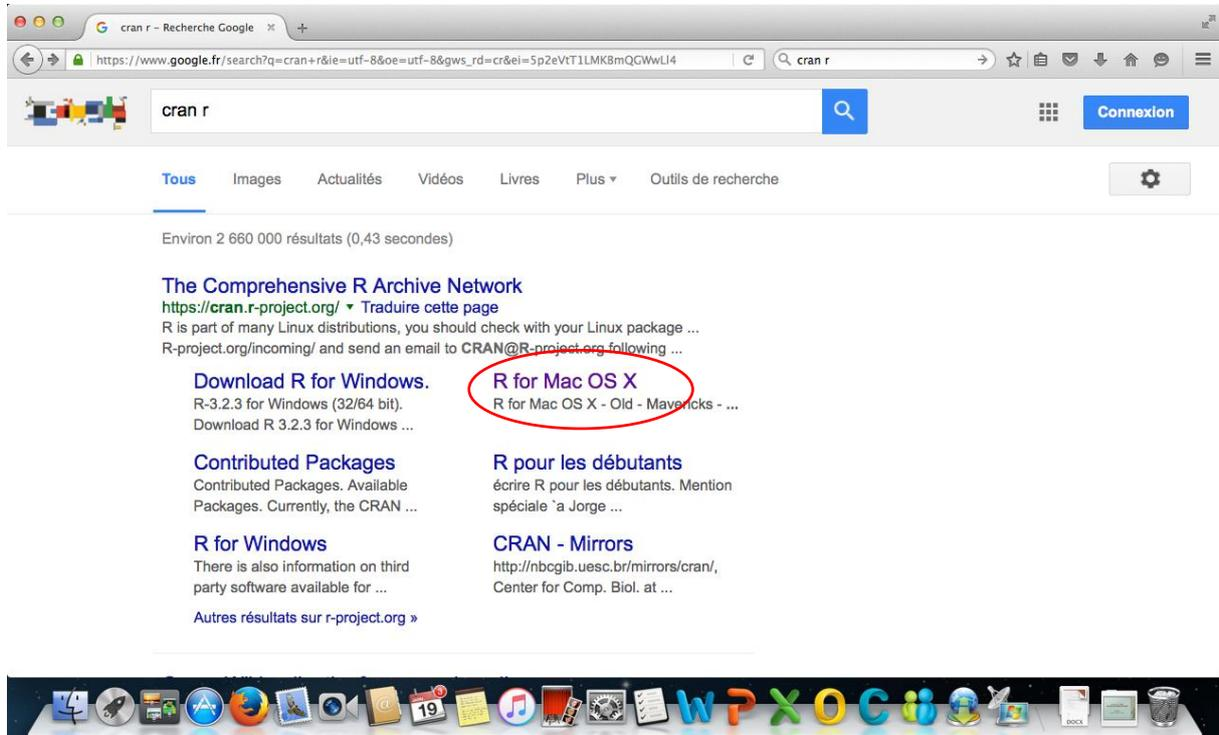 cran r - Recherche Google
https://www.google.fr/search?q=cran+r&ie=utf-8&oe=utf-8&gws_rd=cr&ei=5p2eVtT1LMKBmQGWwLl4
cran r
cran r
Connexion
Tous Images Actualités Vidéos Livres Plus Outils de recherche
Environ 2 660 000 résultats (0,43 secondes)
The Comprehensive R Archive Network
https://cran.r-project.org/ Traduire cette page
R is part of many Linux distributions, you should check with your Linux package ...
R-project.org/incoming/ and send an email to CRAN@R-project.org following ...
Download R for Windows.
R-3.2.3 for Windows (32/64 bit).
Download R 3.2.3 for Windows ...
R for Mac OS X
R for Mac OS X - Old - Mavericks - ...
Contributed Packages
Contributed Packages. Available
Packages. Currently, the CRAN ...
R pour les débutants
écrire R pour les débutants. Mention
spéciale `a Jorge ...
R for Windows
There is also information on third
party software available for ...
CRAN - Mirrors
http://nbcgib.uesc.br/mirrors/cran/,
Center for Comp. Biol. at ...
Autres résultats sur r-project.org »
3
19
W P X O C
DOCX